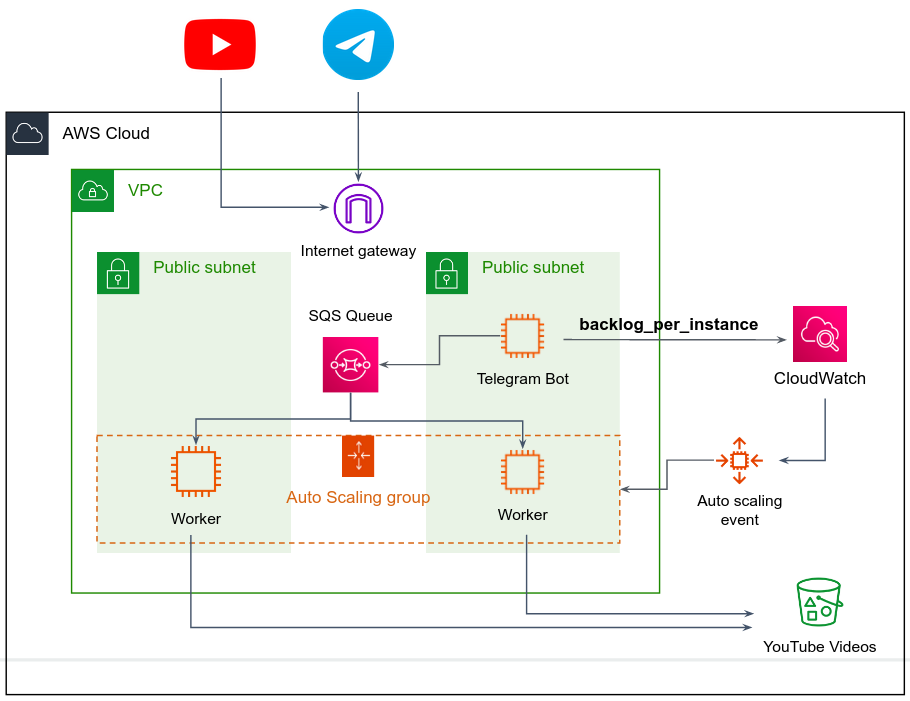 AWS Cloud
VPC
Internet gateway
Public subnet
Public subnet
SQS Queue
backlog_per_instance
Telegram Bot
CloudWatch
Auto Scaling group
Worker
Worker
Auto scaling
event
YouTube Videos